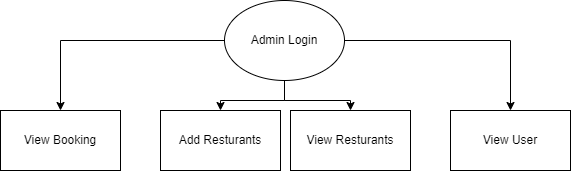 Admin Login
View Booking
Add Resturants
View Resturants
View User